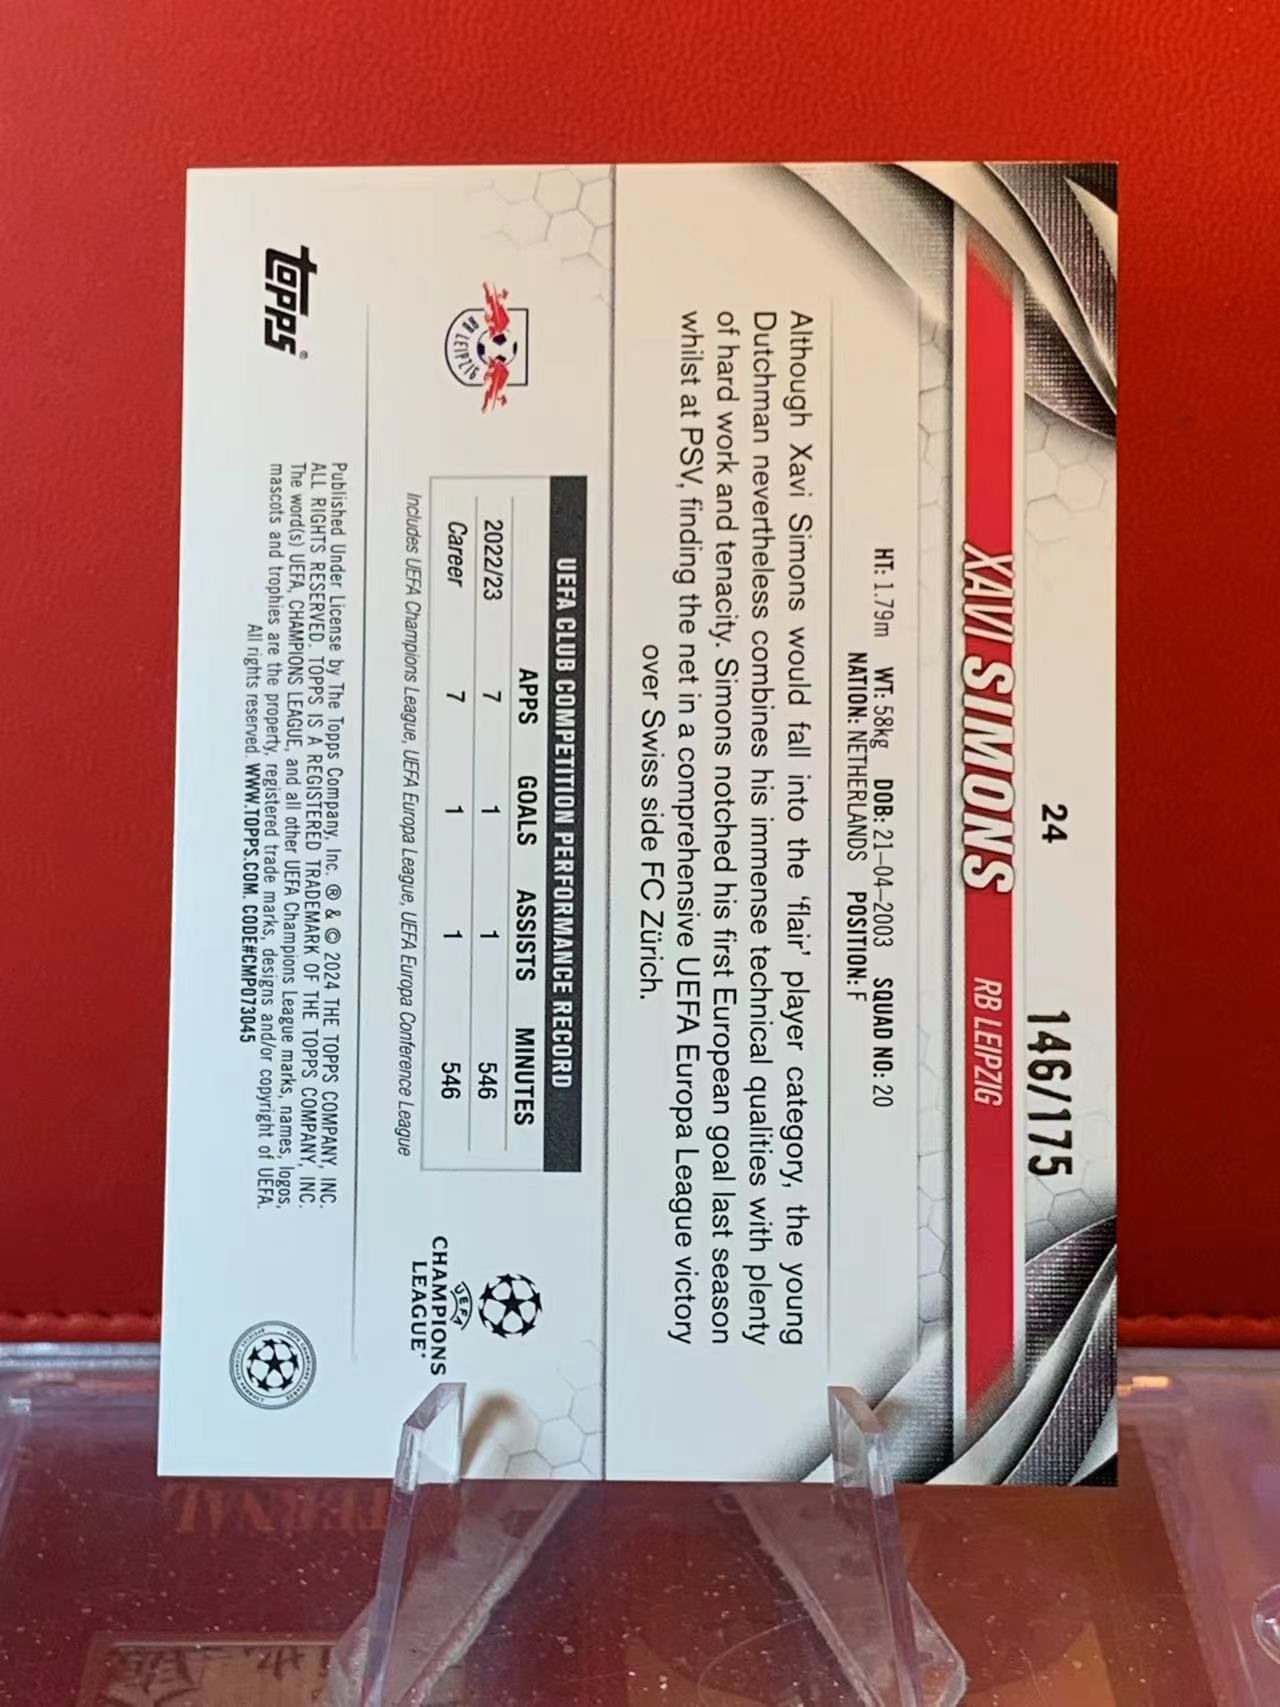 24
146/175
XAVI SIMONS RB LEIPZIG
HT: 1.79m WT: 58kg DOB: 21-04-2003 SQUAD NO: 20
NATION: NETHERLANDS POSITION: F
Although Xavi Simons would fall into the ‘flair’ player category, the young
Dutchman nevertheless combines his immense technical qualities with plenty
of hard work and tenacity. Simons notched his first European goal last season
whilst at PSV, finding the net in a comprehensive UEFA Europa League victory
over Swiss side FC Zürich.
UEFA CLUB COMPETITION PERFORMANCE RECORD
APPS GOALS ASSISTS MINUTES
2022/23 7 1 1 546
Career 7 1 1 546
Includes UEFA Champions League, UEFA Europa League, UEFA Europa Conference League
LEIPZIG
UEFA
CHAMPIONS
LEAGUE
topps®
Published Under License by The Topps Company, Inc. ® & © 2024 THE TOPPS COMPANY, INC.
ALL RIGHTS RESERVED. TOPPS IS A REGISTERED TRADEMARK OF THE TOPPS COMPANY, INC.
The word(s) UEFA, CHAMPIONS LEAGUE, and all other UEFA Champions League marks, names, logos,
mascots and trophies are the property, registered trade marks, designs and/or copyright of UEFA.
All rights reserved. WWW.TOPPS.COM. CODE#CMP073045